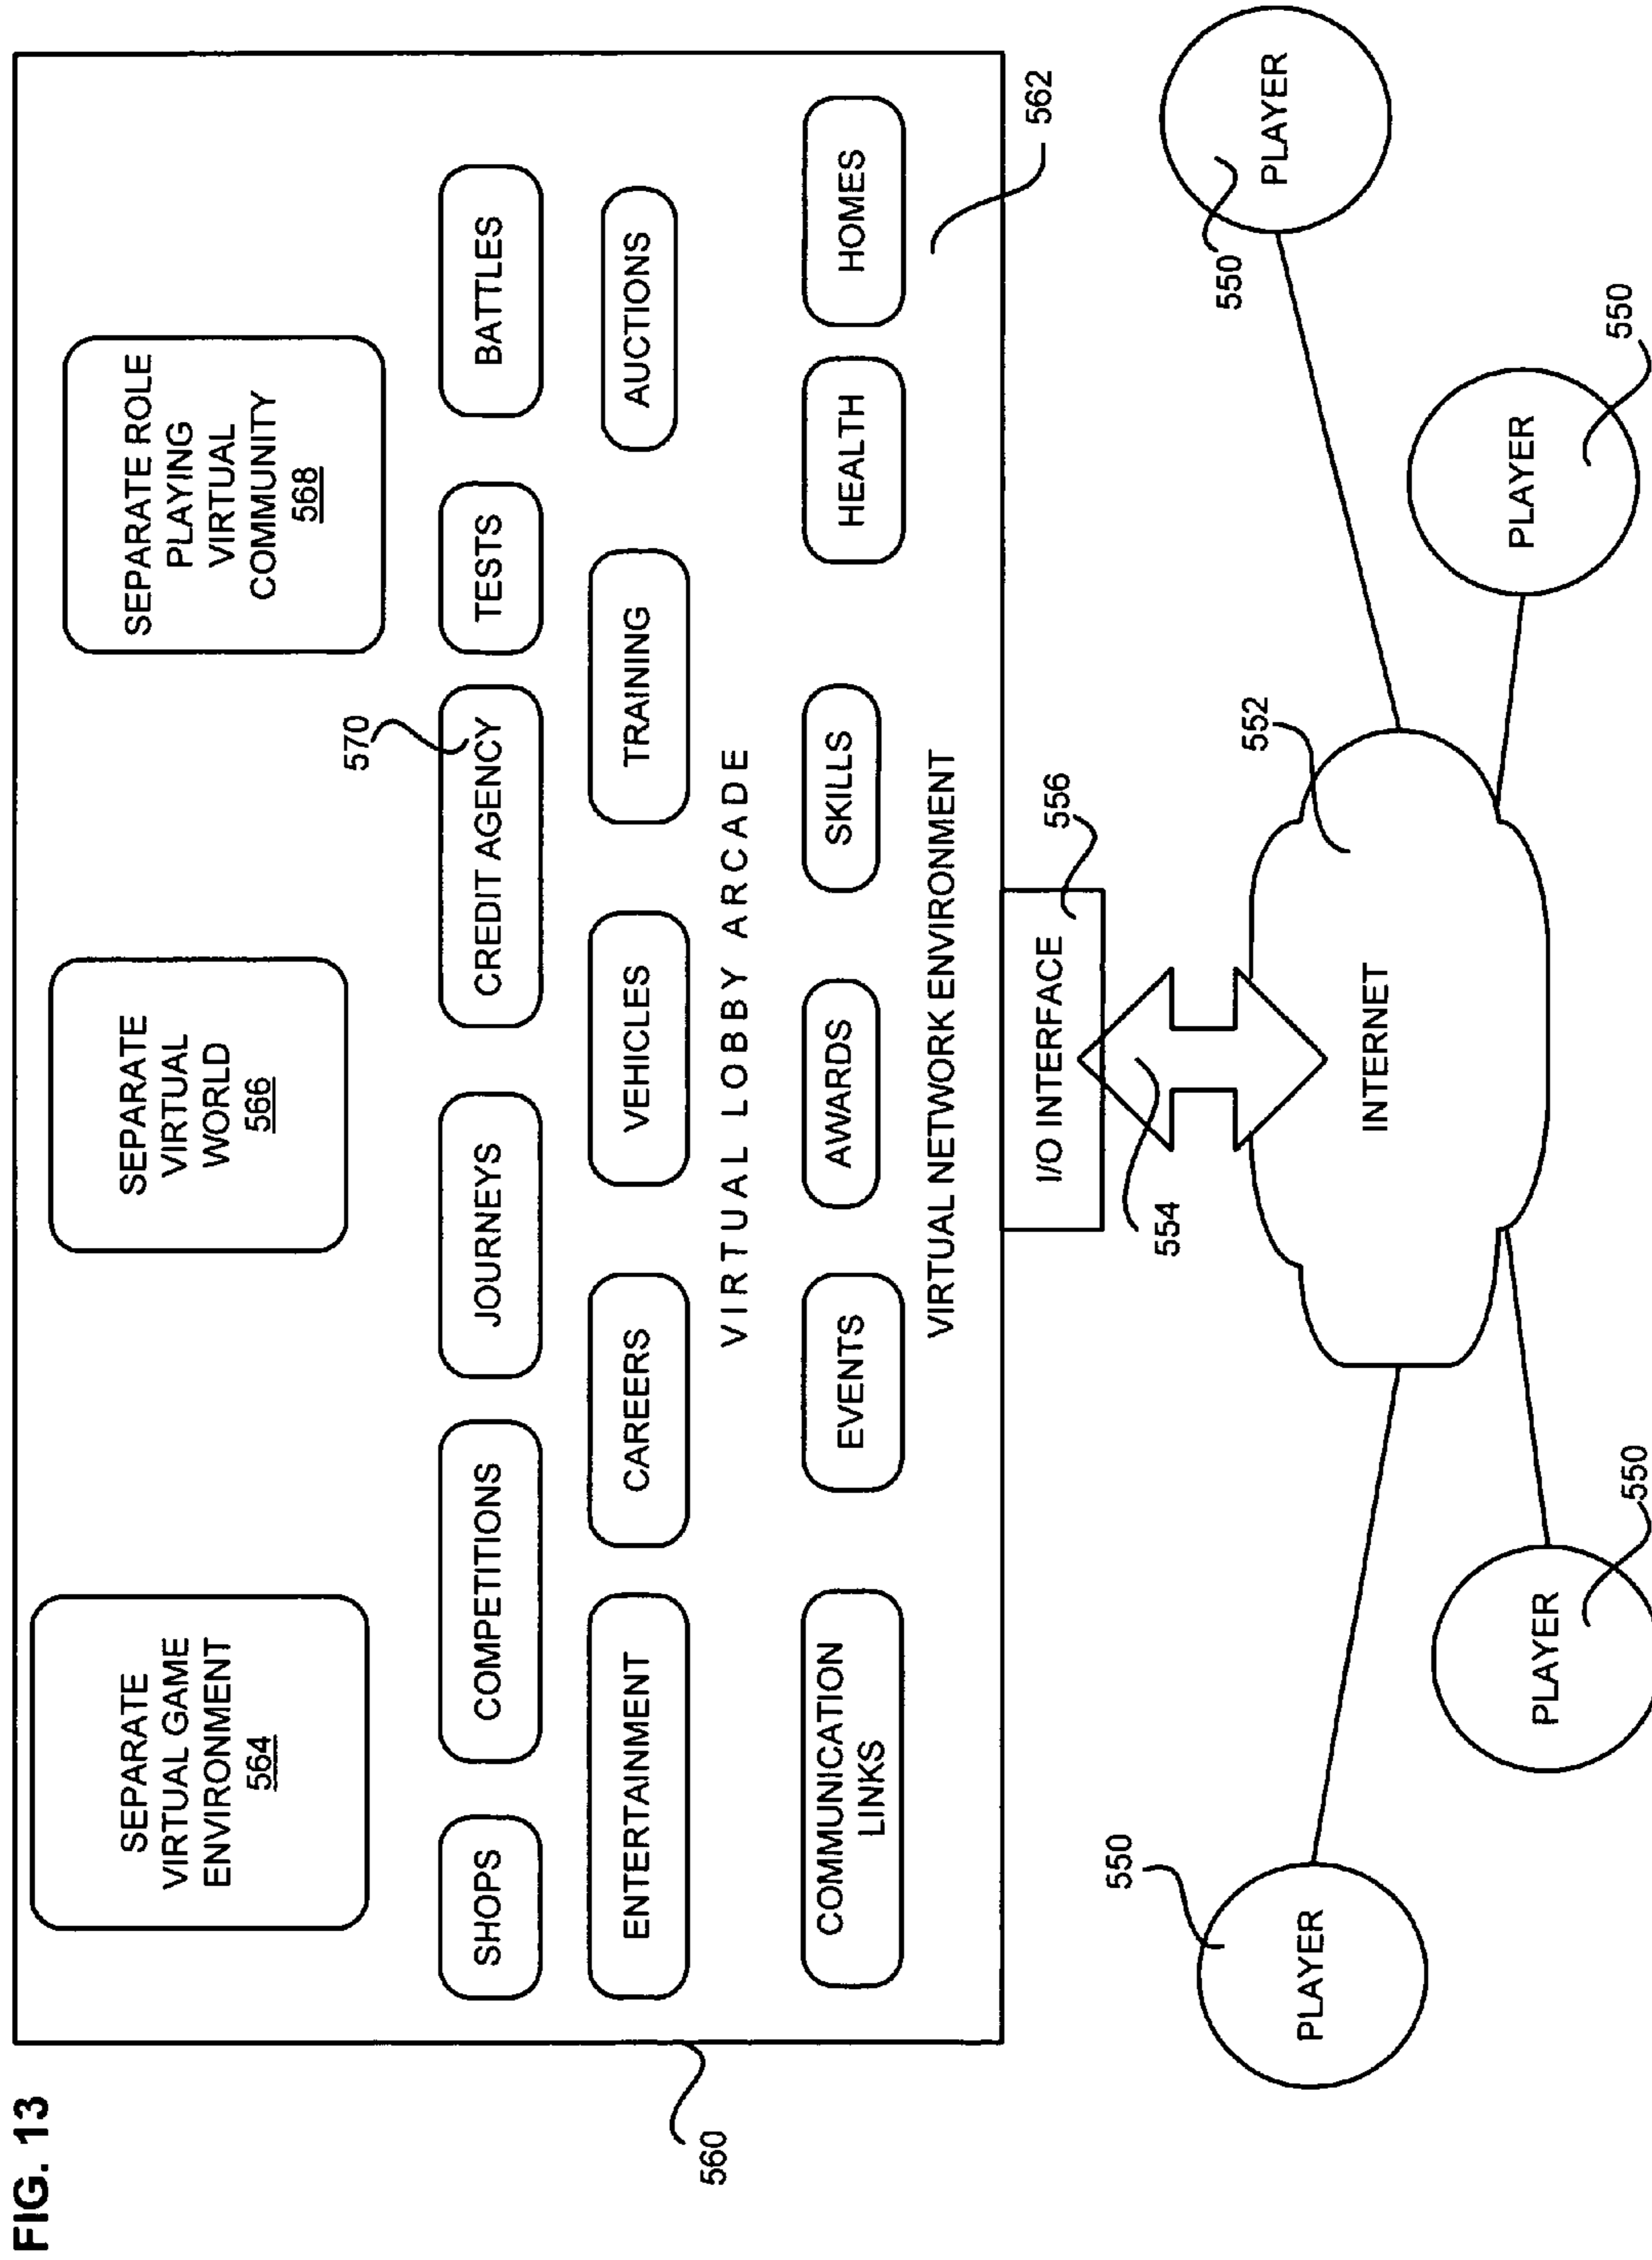 FIG. 13
SEPARATE
VIRTUAL GAME
ENVIRONMENT
564
SEPARATE
VIRTUAL
WORLD
566
SEPARATE ROLE
PLAYING
VIRTUAL
COMMUNITY
568
570
SHOPS
COMPETITIONS
JOURNEYS
CREDIT AGENCY
TESTS
BATTLES
ENTERTAINMENT
CAREERS
VEHICLES
TRAINING
AUCTIONS
VIRTUAL LOBBY ARCADE
COMMUNICATION
LINKS
EVENTS
AWARDS
SKILLS
HEALTH
HOMES
VIRTUAL NETWORK ENVIRONMENT
560
562
I/O INTERFACE
556
554
INTERNET
552
550
PLAYER
550
PLAYER
550
PLAYER
550
PLAYER